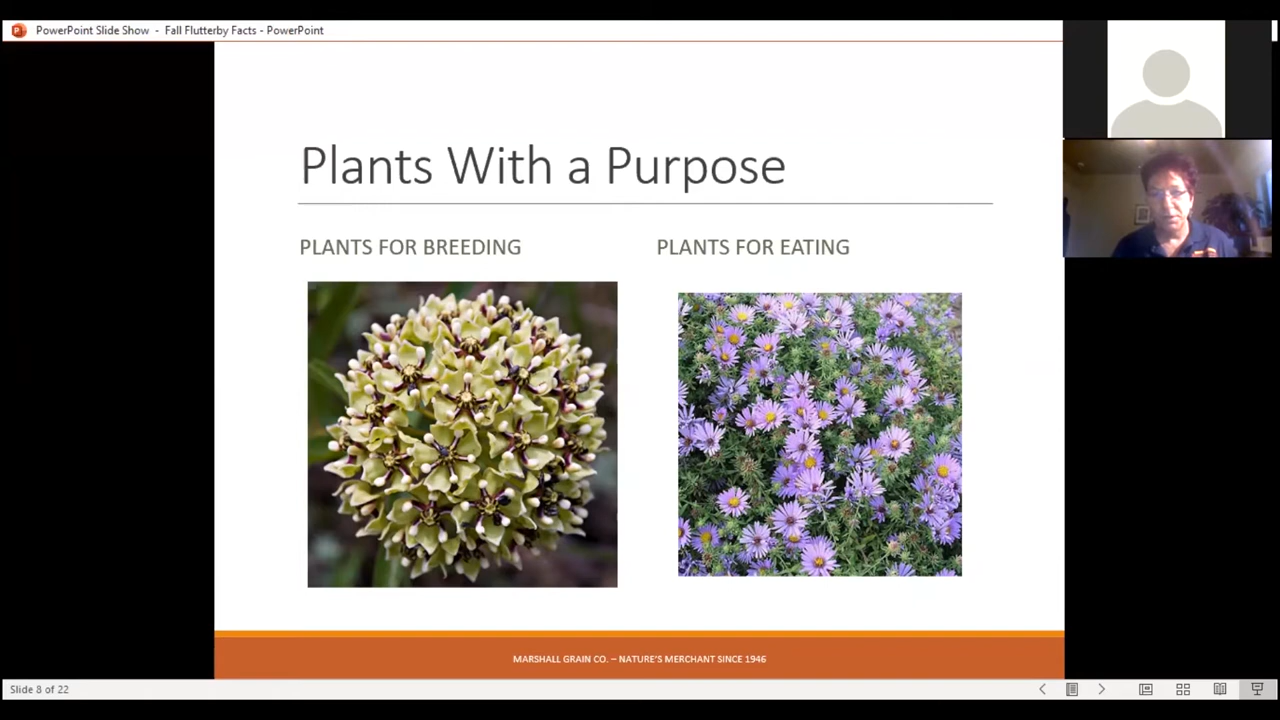 PowerPoint Slide Show - Fall Flutterby Facts - PowerPoint
Plants With a Purpose
PLANTS FOR BREEDING
PLANTS FOR EATING
MARSHALL GRAIN CO. – NATURE'S MERCHANT SINCE 1946
Slide 8 of 22